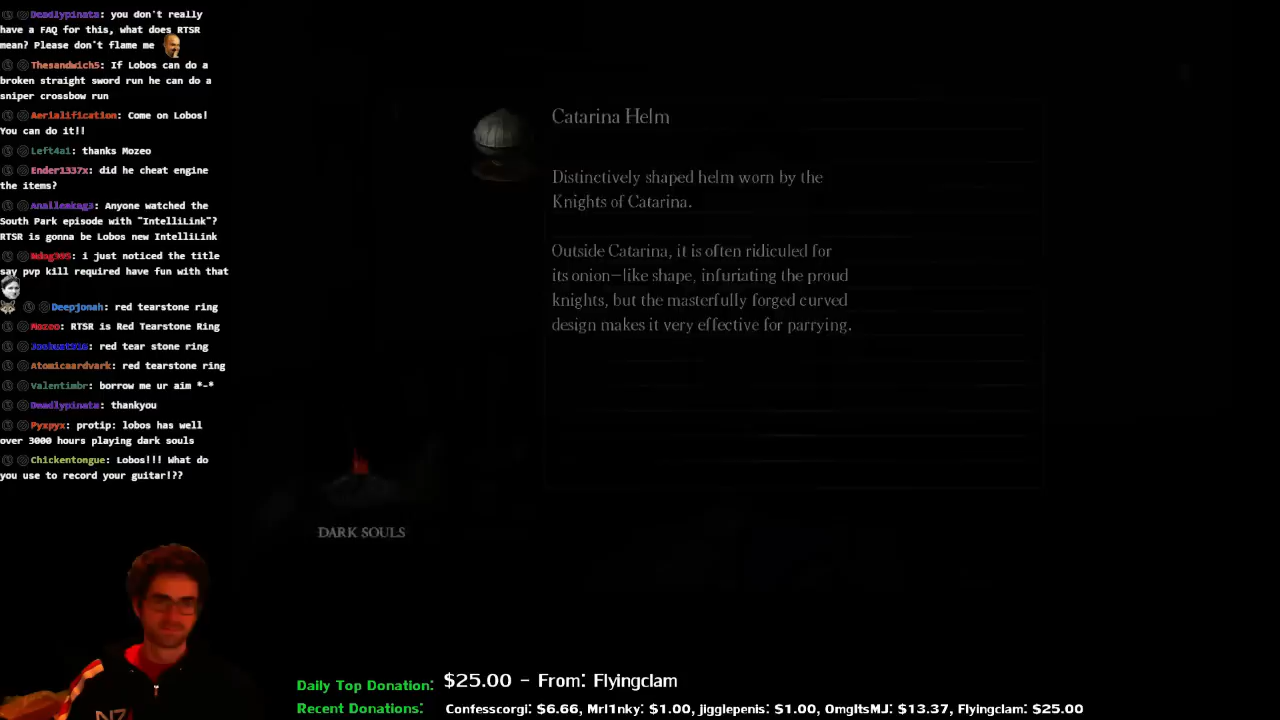 Deadlypinata: you don't really
have a FAQ for this, what does RTSR
mean? Please don't flame me
Thesandwich5: If Lobos can do a
broken straight sword run he can do a
sniper crossbow run
Aerialification: Come on Lobos!
You can do it!!
Left4a1: thanks Mozeo
Ender1337x: did he cheat engine
the items?
Anyone watched the
South Park episode with "IntelliLink"?
RTSR is gonna be Lobos new IntelliLink
i just noticed the title
say pvp kill required have fun with that
Deepjonah: red tearstone ring
Mozeo: RTSR is Red Tearstone Ring
red tear stone ring
Atomicaardvark: red tearstone ring
Valentimbr: borrow me ur aim *-*
Deadlypinata: thankyou
Pyxpyx: protip: lobos has well
over 3000 hours playing dark souls
Chickentongue: Lobos!!! What do
you use to record your guitar!??
Catarina Helm
Distinctively shaped helm worn by the
Knights of Catarina.
Outside Catarina, it is often ridiculed for
its onion-like shape, infuriating the proud
knights, but the masterfully forged curved
design makes it very effective for parrying.
DARK SOULS
N7
Daily Top Donation: $25.00 - From: Flyingclam
Recent Donations: Confesscorgi: $6.66, Mrl1nky: $1.00, jigglepenis: $1.00, OmgItsMJ: $13.37, Flyingclam: $25.00